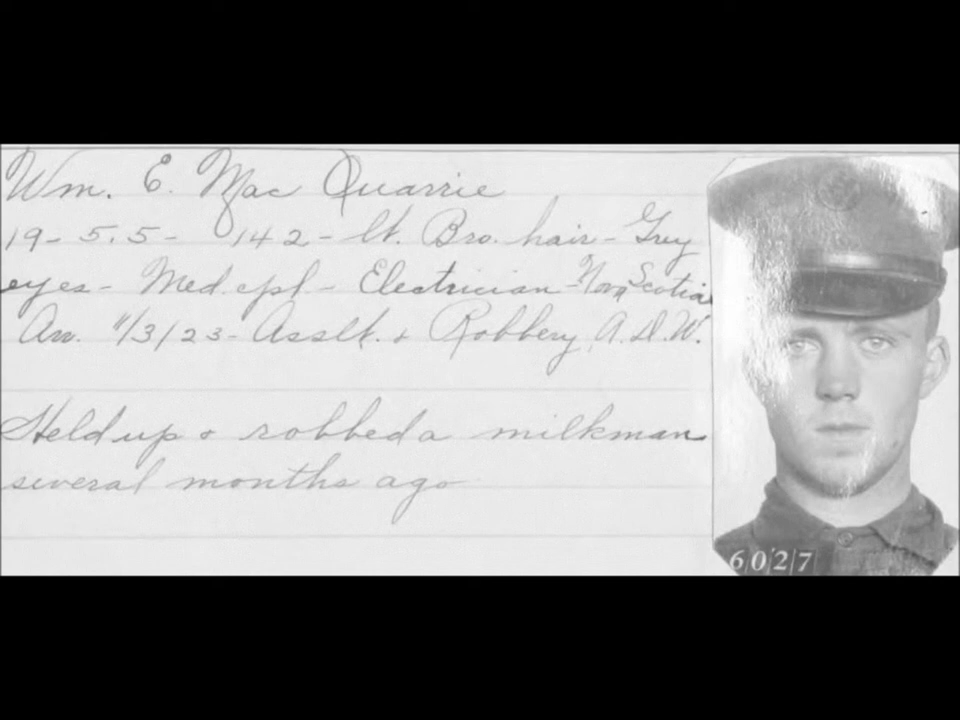 Wm. E. Mac Quarrie
19 - 5.5 - 142 - lt. Bro. hair - Grey
eyes - Med. cpl - Electrician - Nova Scotia
Arr. 11/3/23 - Asslt. & Robbery A.D.W.
Held up & robbed a milkman
several months ago
6027